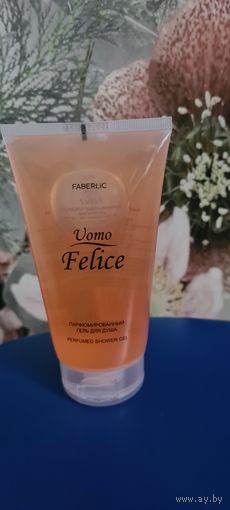 FABERLIC
Uomo
Felice
ПАРФЮМИРОВАННЫЙ
ГЕЛЬ ДЛЯ ДУША
PERFUMED SHOWER GEL
www.ay.by